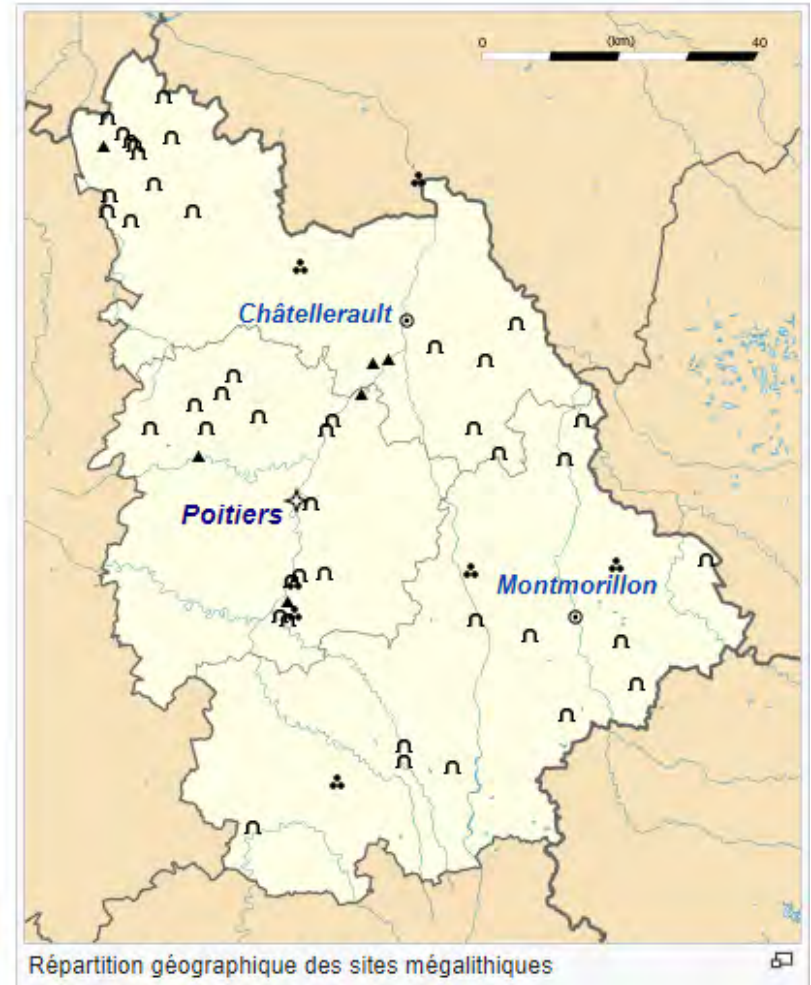 0 (km) 40
Châtellerault
Poitiers
Montmorillon
Répartition géographique des sites mégalithiques